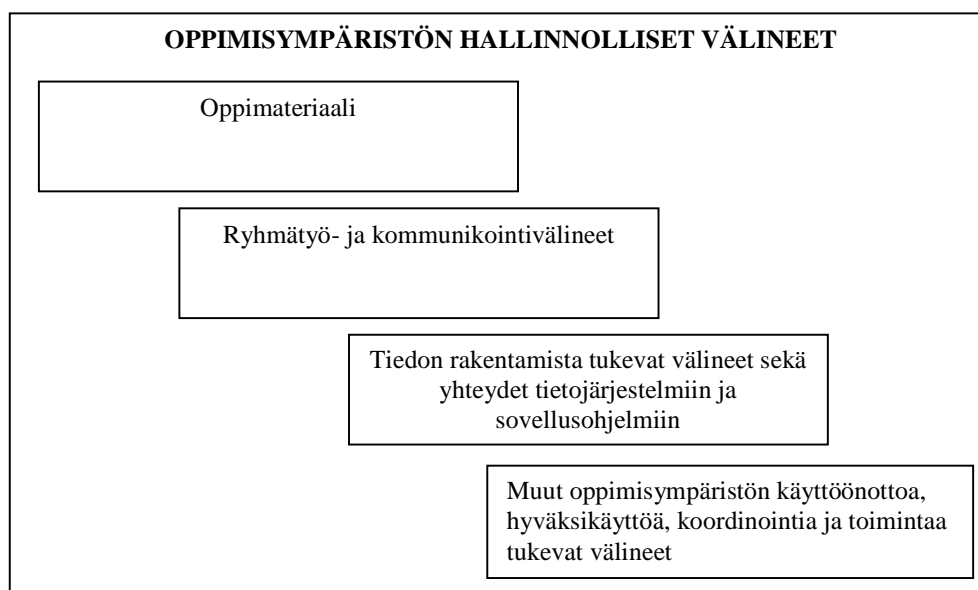 OPPIMISYMPÄRISTÖN HALLINNOLLISET VÄLINEET
Oppimateriaali
Ryhmätyö- ja kommunikointivälineet
Tiedon rakentamista tukevat välineet sekä
yhteydet tietojärjestelmiin ja
sovellusohjelmiin
Muut oppimisympäristön käyttöönottoa,
hyväksikäyttöä, koordinointia ja toimintaa
tukevat välineet